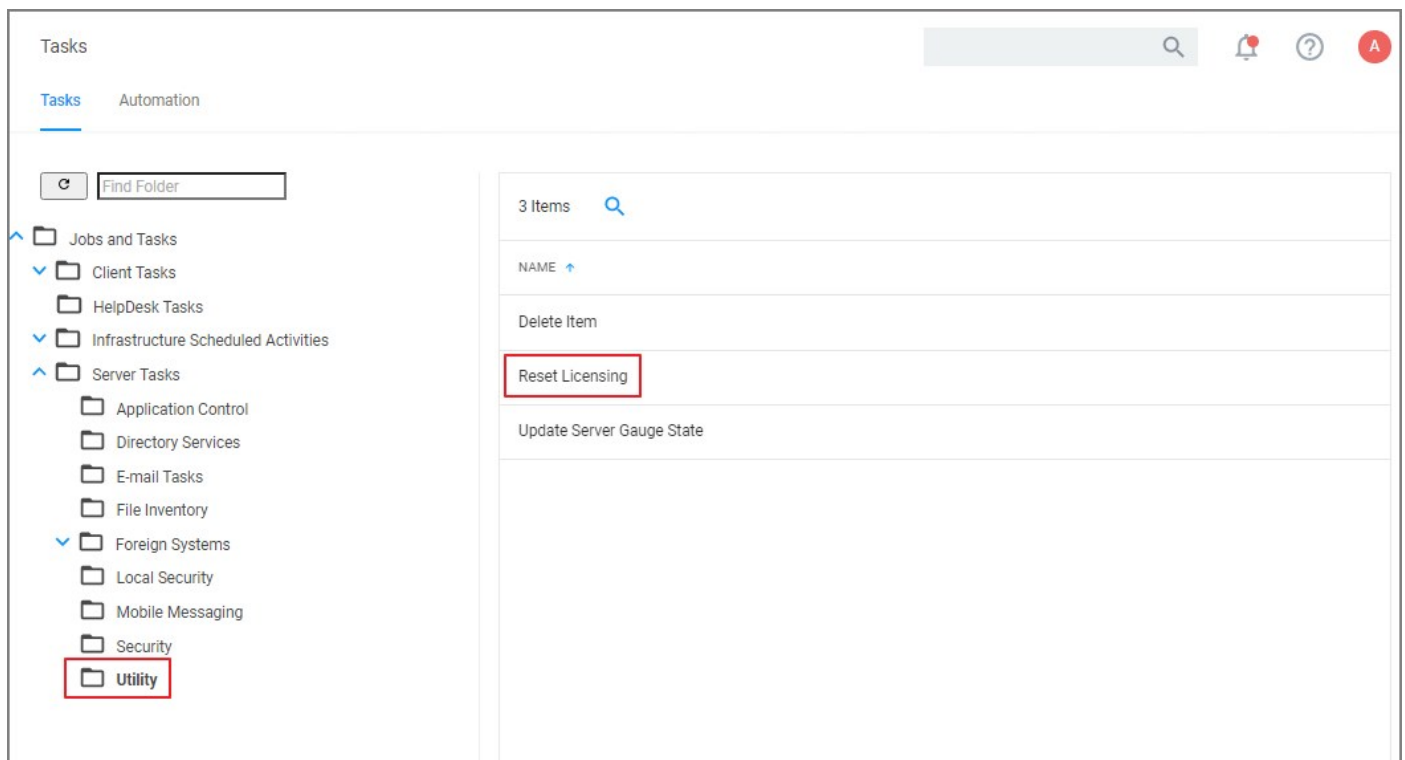 Tasks
A
Tasks Automation
Find Folder
Jobs and Tasks
Client Tasks
HelpDesk Tasks
Infrastructure Scheduled Activities
Server Tasks
Application Control
Directory Services
E-mail Tasks
File Inventory
Foreign Systems
Local Security
Mobile Messaging
Security
Utility
3 Items
NAME
Delete Item
Reset Licensing
Update Server Gauge State